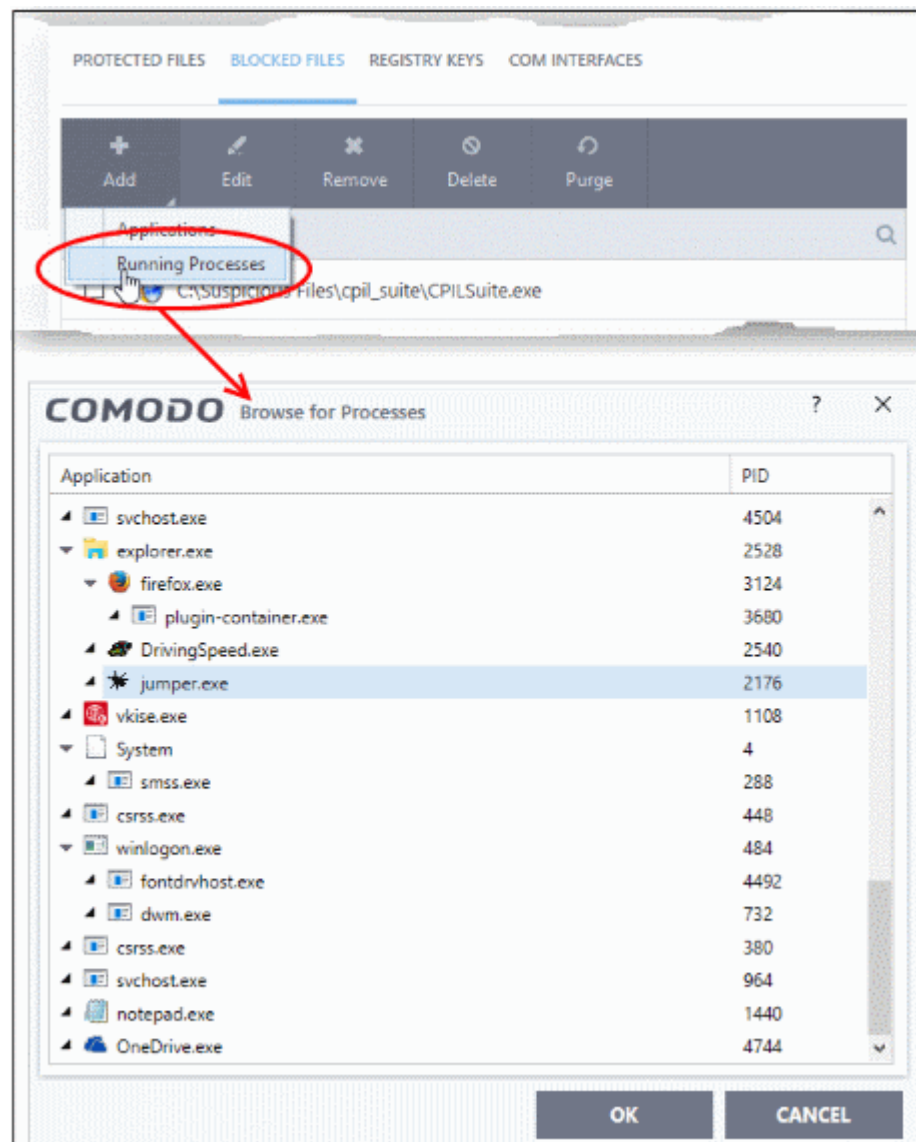 PROTECTED FILES BLOCKED FILES REGISTRY KEYS COM INTERFACES
Add Edit Remove Delete Purge
Applications
Running Processes
C:\Suspicious Files\cpil_suite\CPILSuite.exe
COMODO Browse for Processes ? ×
Application PID
svchost.exe 4504
explorer.exe 2528
firefox.exe 3124
plugin-container.exe 3680
DrivingSpeed.exe 2540
jumper.exe 2176
vkise.exe 1108
System 4
smss.exe 288
csrss.exe 448
winlogon.exe 484
fontdrvhost.exe 4492
dwm.exe 732
csrss.exe 380
svchost.exe 964
notepad.exe 1440
OneDrive.exe 4744
OK CANCEL